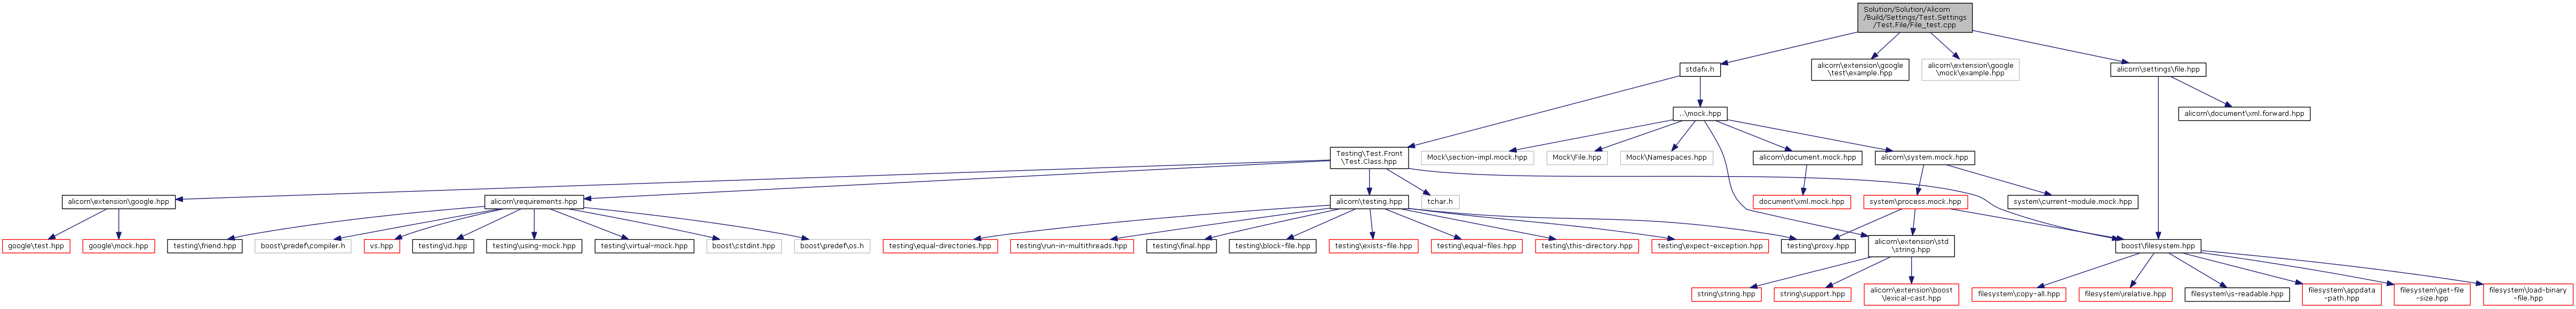 Solution/Solution/Alicorn
/Build/Settings/Test.Settings
/Test.File/File_test.cpp
stdafx.h
alicorn\extension\google
\test\example.hpp
alicorn\extension\google
\mock\example.hpp
alicorn\settings\file.hpp
..\mock.hpp
alicorn\document\xml.forward.hpp
Testing\Test.Front
\Test.Class.hpp
Mock\section-impl.mock.hpp
Mock\File.hpp
Mock\Namespaces.hpp
alicorn\document.mock.hpp
alicorn\system.mock.hpp
alicorn\extension\google.hpp
alicorn\requirements.hpp
alicorn\testing.hpp
tchar.h
document\xml.mock.hpp
system\process.mock.hpp
system\current-module.mock.hpp
google\test.hpp
google\mock.hpp
testing\friend.hpp
boost\predef\compiler.h
vs.hpp
testing\id.hpp
testing\using-mock.hpp
testing\virtual-mock.hpp
boost\cstdint.hpp
boost\predef\os.h
testing\equal-directories.hpp
testing\run-in-multithreads.hpp
testing\final.hpp
testing\block-file.hpp
testing\exists-file.hpp
testing\equal-files.hpp
testing\this-directory.hpp
testing\expect-exception.hpp
testing\proxy.hpp
alicorn\extension\std
\string.hpp
boost\filesystem.hpp
string\string.hpp
string\support.hpp
alicorn\extension\boost
\lexical-cast.hpp
filesystem\copy-all.hpp
filesystem\relative.hpp
filesystem\is-readable.hpp
filesystem\appdata
-path.hpp
filesystem\get-file
-size.hpp
filesystem\load-binary
-file.hpp